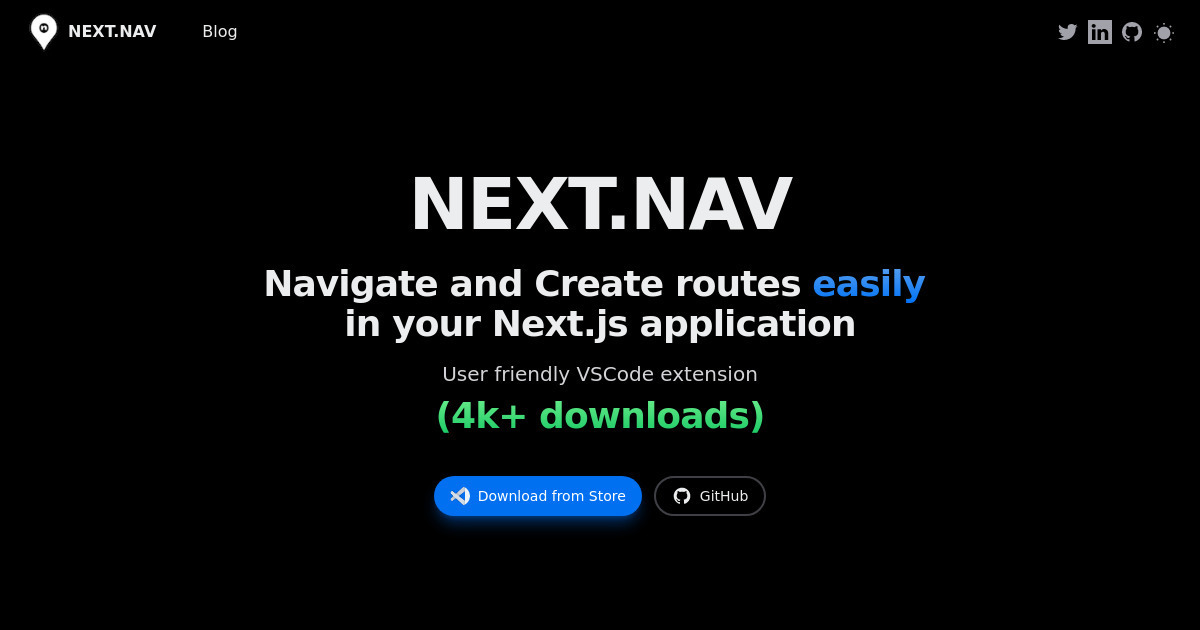 NEXT.NAV
Blog
NEXT.NAV
Navigate and Create routes easily
in your Next.js application
User friendly VSCode extension
(4k+ downloads)
Download from Store
GitHub